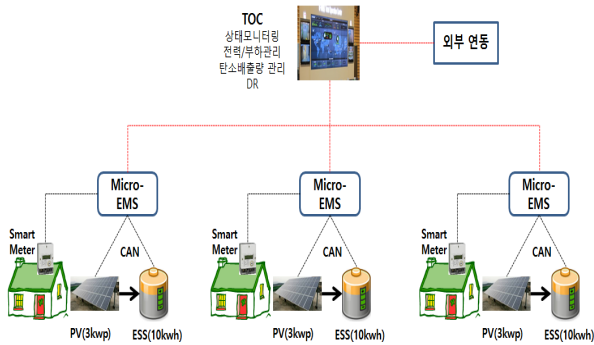 TOC
상태모니터링
전력/부하관리
탄소배출량 관리
DR
외부 연동
Micro-
EMS
Smart
Meter
CAN
PV(3kwp)
ESS(10kwh)
Micro-
EMS
Smart
Meter
CAN
PV(3kwp)
ESS(10kwh)
Micro-
EMS
Smart
Meter
CAN
PV(3kwp)
ESS(10kwh)